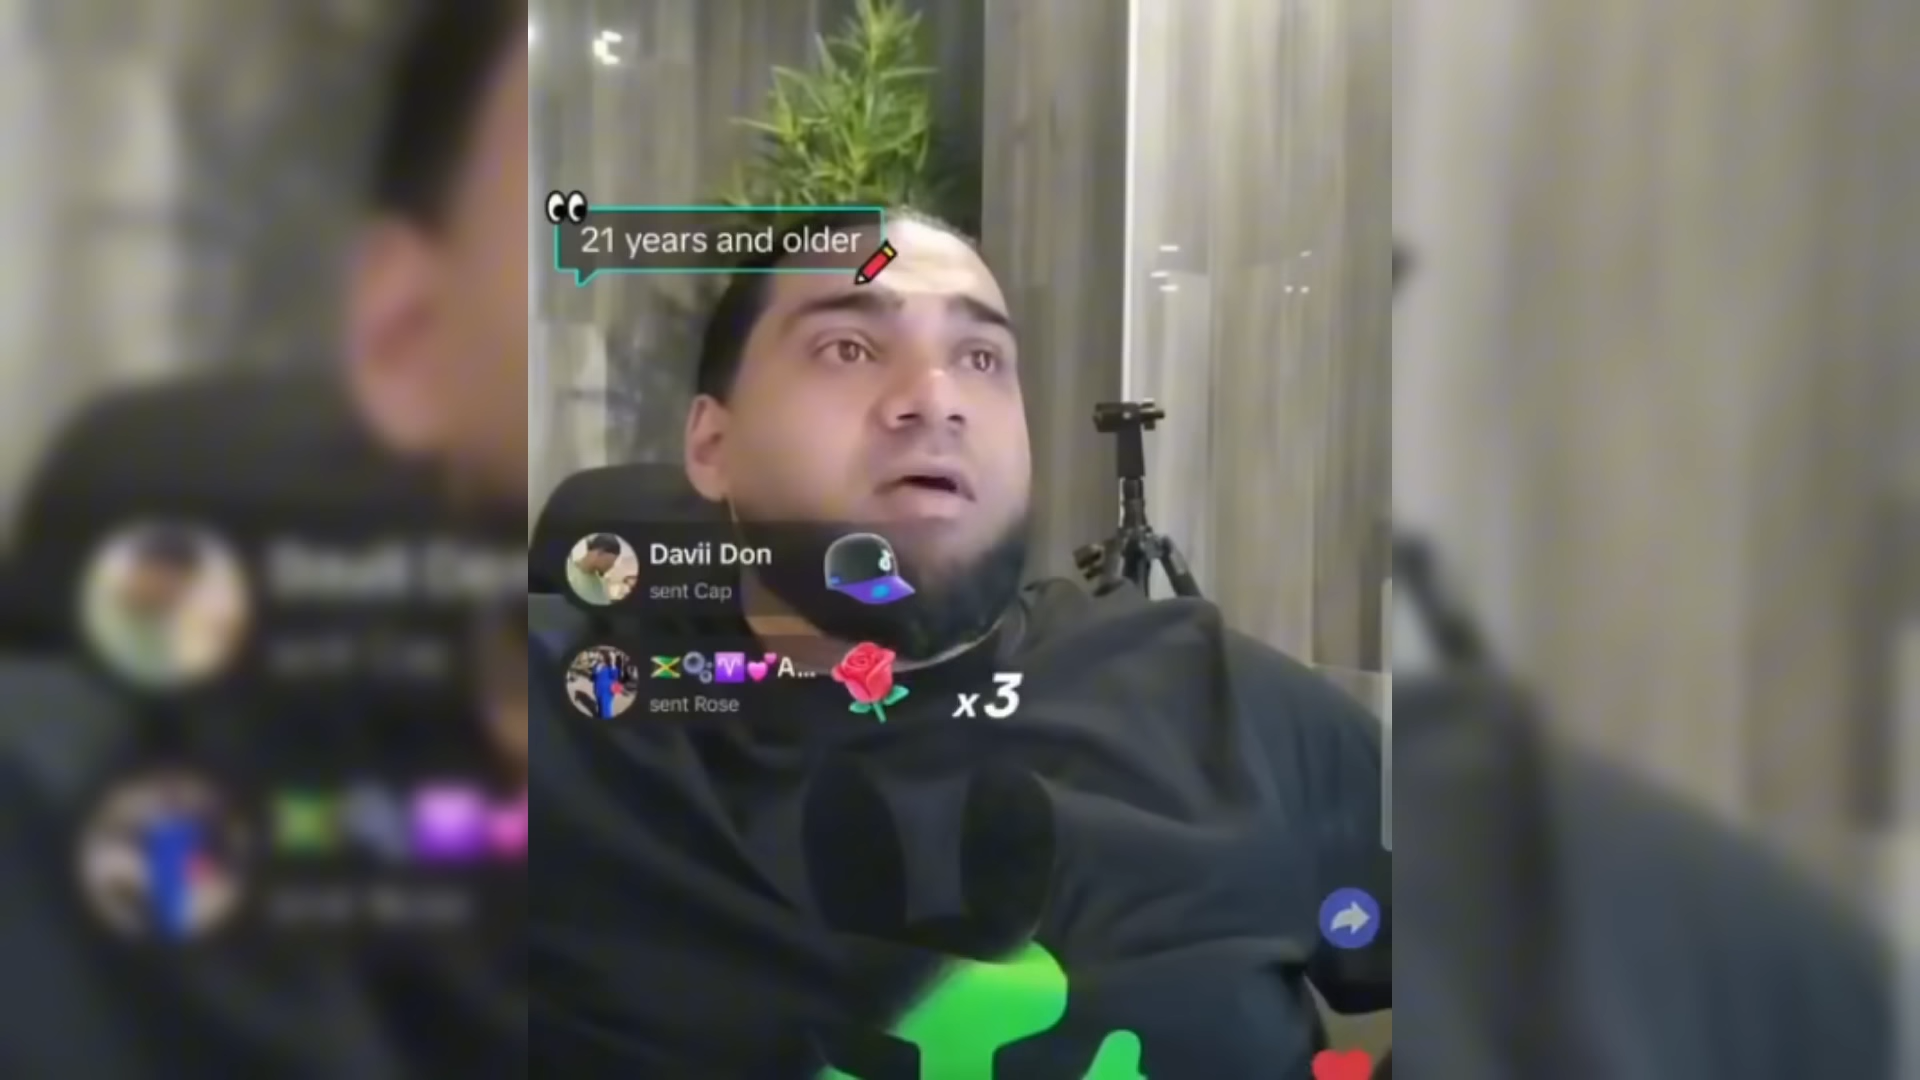 21 years and older
Davii Don
sent Cap
A...
sent Rose
x3